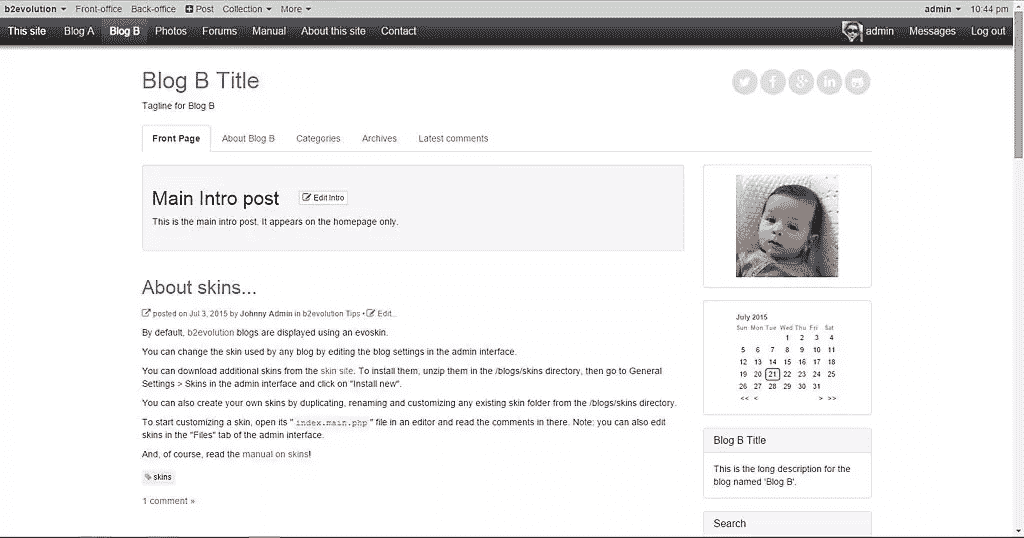 b2evolution Front-office Back-office Post Collection More admin 10:44 pm
This site Blog A Blog B Photos Forums Manual About this site Contact admin Messages Log out
Blog B Title
Tagline for Blog B
Front Page About Blog B Categories Archives Latest comments
Main Intro post Edit Intro
This is the main intro post. It appears on the homepage only.
About skins...
posted on Jul 3, 2015 by Johnny Admin in b2evolution Tips • Edit...
By default, b2evolution blogs are displayed using an evoskin.
You can change the skin used by any blog by editing the blog settings in the admin interface.
You can download additional skins from the skin site. To install them, unzip them in the /blogs/skins directory, then go to General
Settings > Skins in the admin interface and click on "Install new".
You can also create your own skins by duplicating, renaming and customizing any existing skin folder from the /blogs/skins directory.
To start customizing a skin, open its " index.main.php " file in an editor and read the comments in there. Note: you can also edit
skins in the "Files" tab of the admin interface.
And, of course, read the manual on skins!
skins
1 comment »
July 2015
Sun Mon Tue Wed Thu Fri Sat
1 2 3 4
5 6 7 8 9 10 11
12 13 14 15 16 17 18
19 20 21 22 23 24 25
26 27 28 29 30 31
<< < > >>
Blog B Title
This is the long description for the
blog named 'Blog B'.
Search